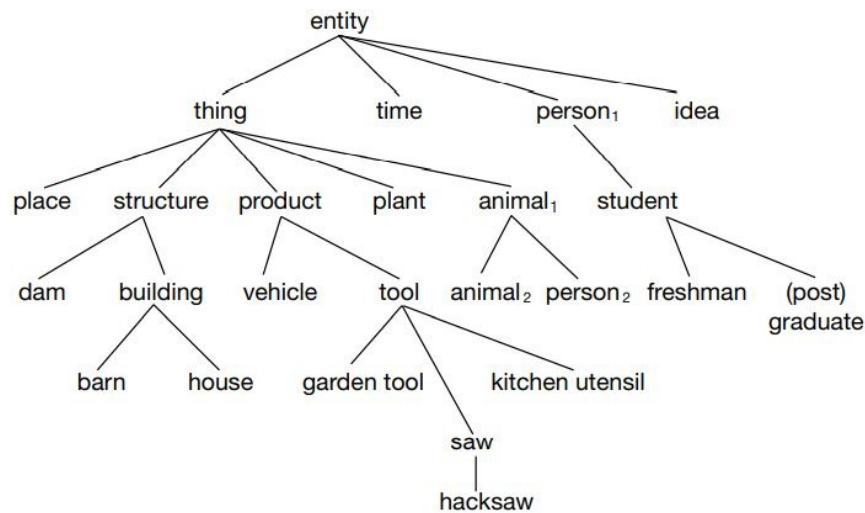 entity
thing time person₁ idea
place structure product plant animal₁ student
dam building vehicle tool animal₂ person₂ freshman (post)
graduate
barn house garden tool kitchen utensil
saw
hacksaw